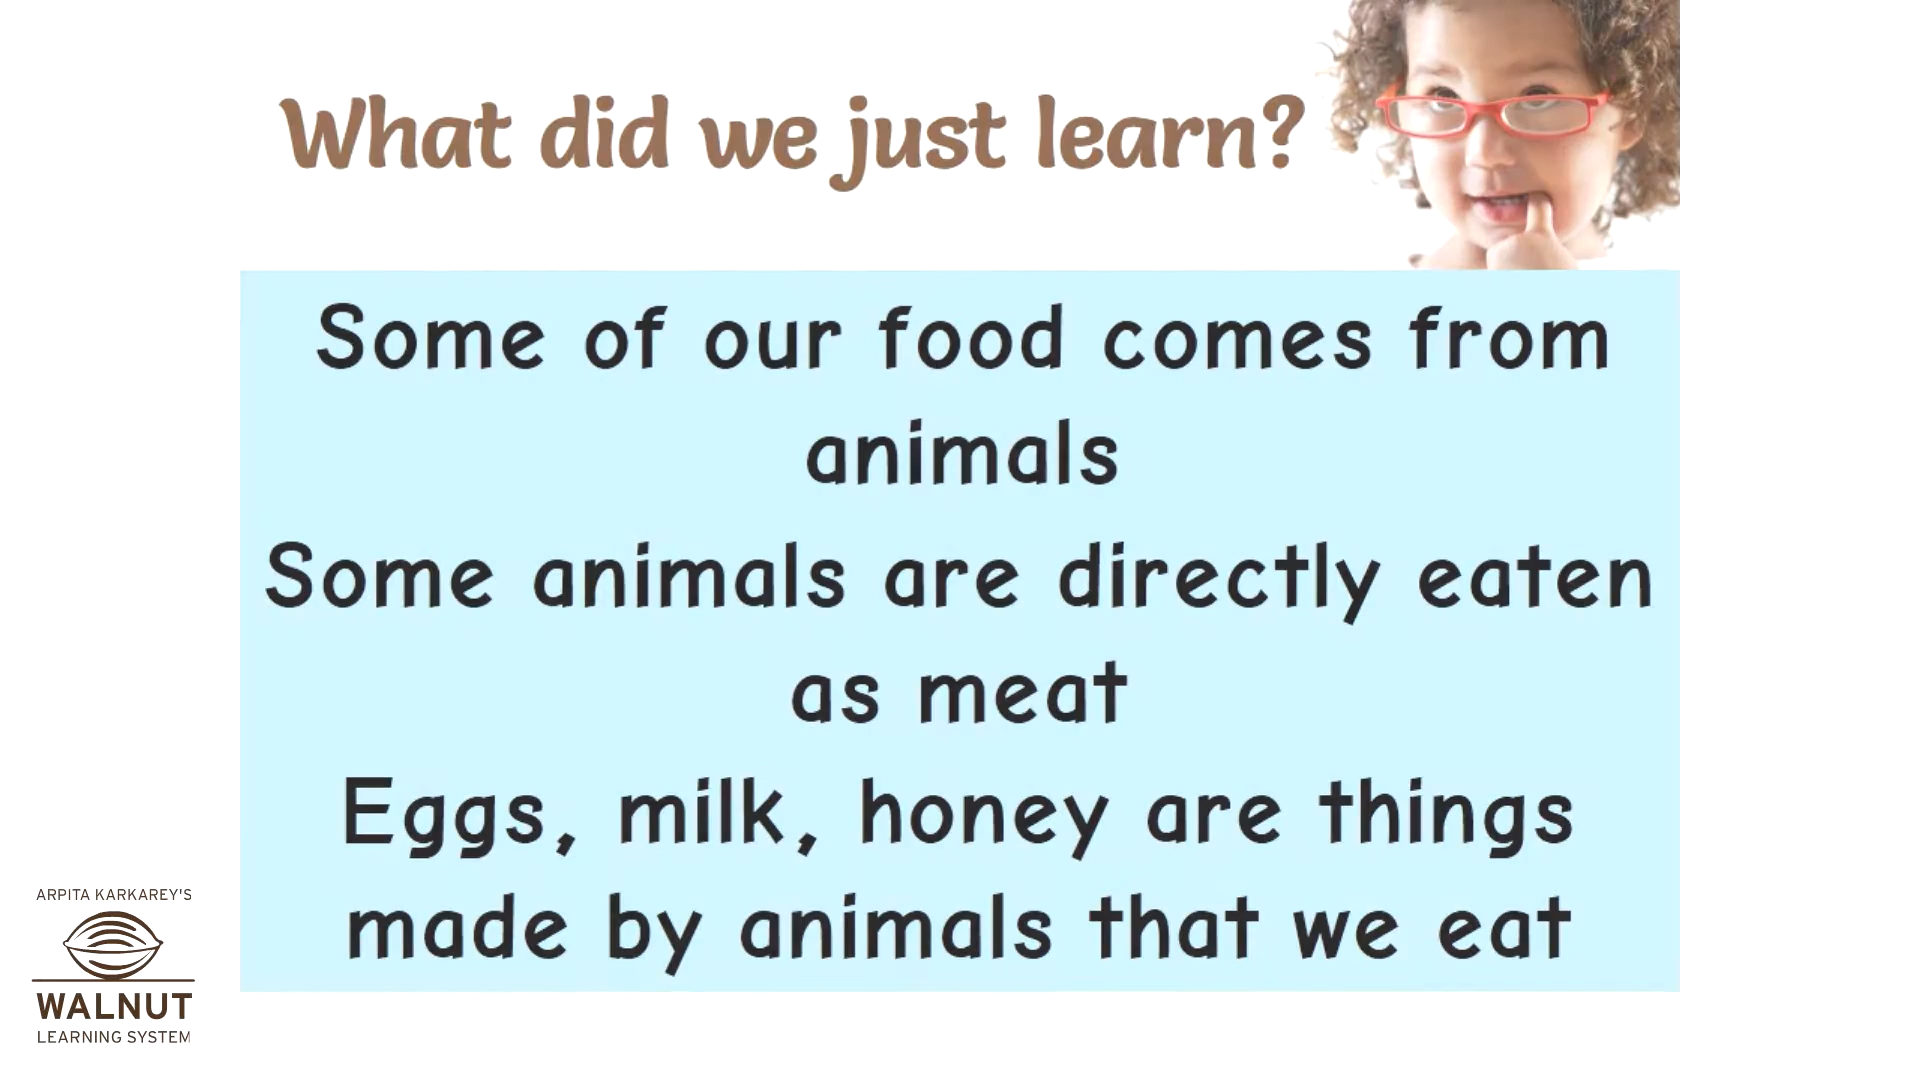 What did we just learn?
Some of our food comes from
animals
Some animals are directly eaten
as meat
Eggs, milk, honey are things
made by animals that we eat
ARPITA KARKAREY'S
WALNUT
LEARNING SYSTEM